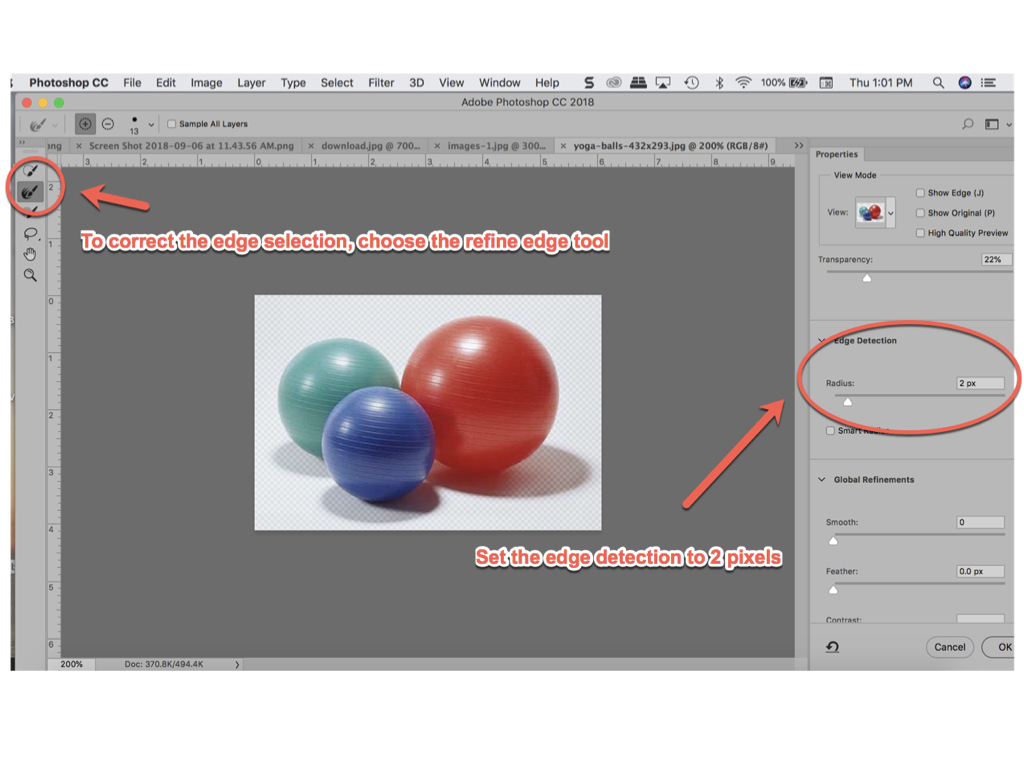 Photoshop CC File Edit Image Layer Type Select Filter 3D View Window Help 100% Thu 1:01 PM
Adobe Photoshop CC 2018
13 Sample All Layers
ng × Screen Shot 2018-09-06 at 11.43.56 AM.png × download.jpg @ 700... × images-1.jpg @ 300... × yoga-balls-432x293.jpg @ 200% (RGB/8#)
3 2 1 0 1 2 3 4 5 6 7 8 9
2
1
0
1
2
3
4
5
6
To correct the edge selection, choose the refine edge tool
Set the edge detection to 2 pixels
Properties
View Mode
View:
Show Edge (J)
Show Original (P)
High Quality Preview
Transparency: 22%
Edge Detection
Radius: 2 px
Smart Radius
Global Refinements
Smooth: 0
Feather: 0.0 px
Contrast:
Cancel OK
200% Doc: 370.8K/494.4K